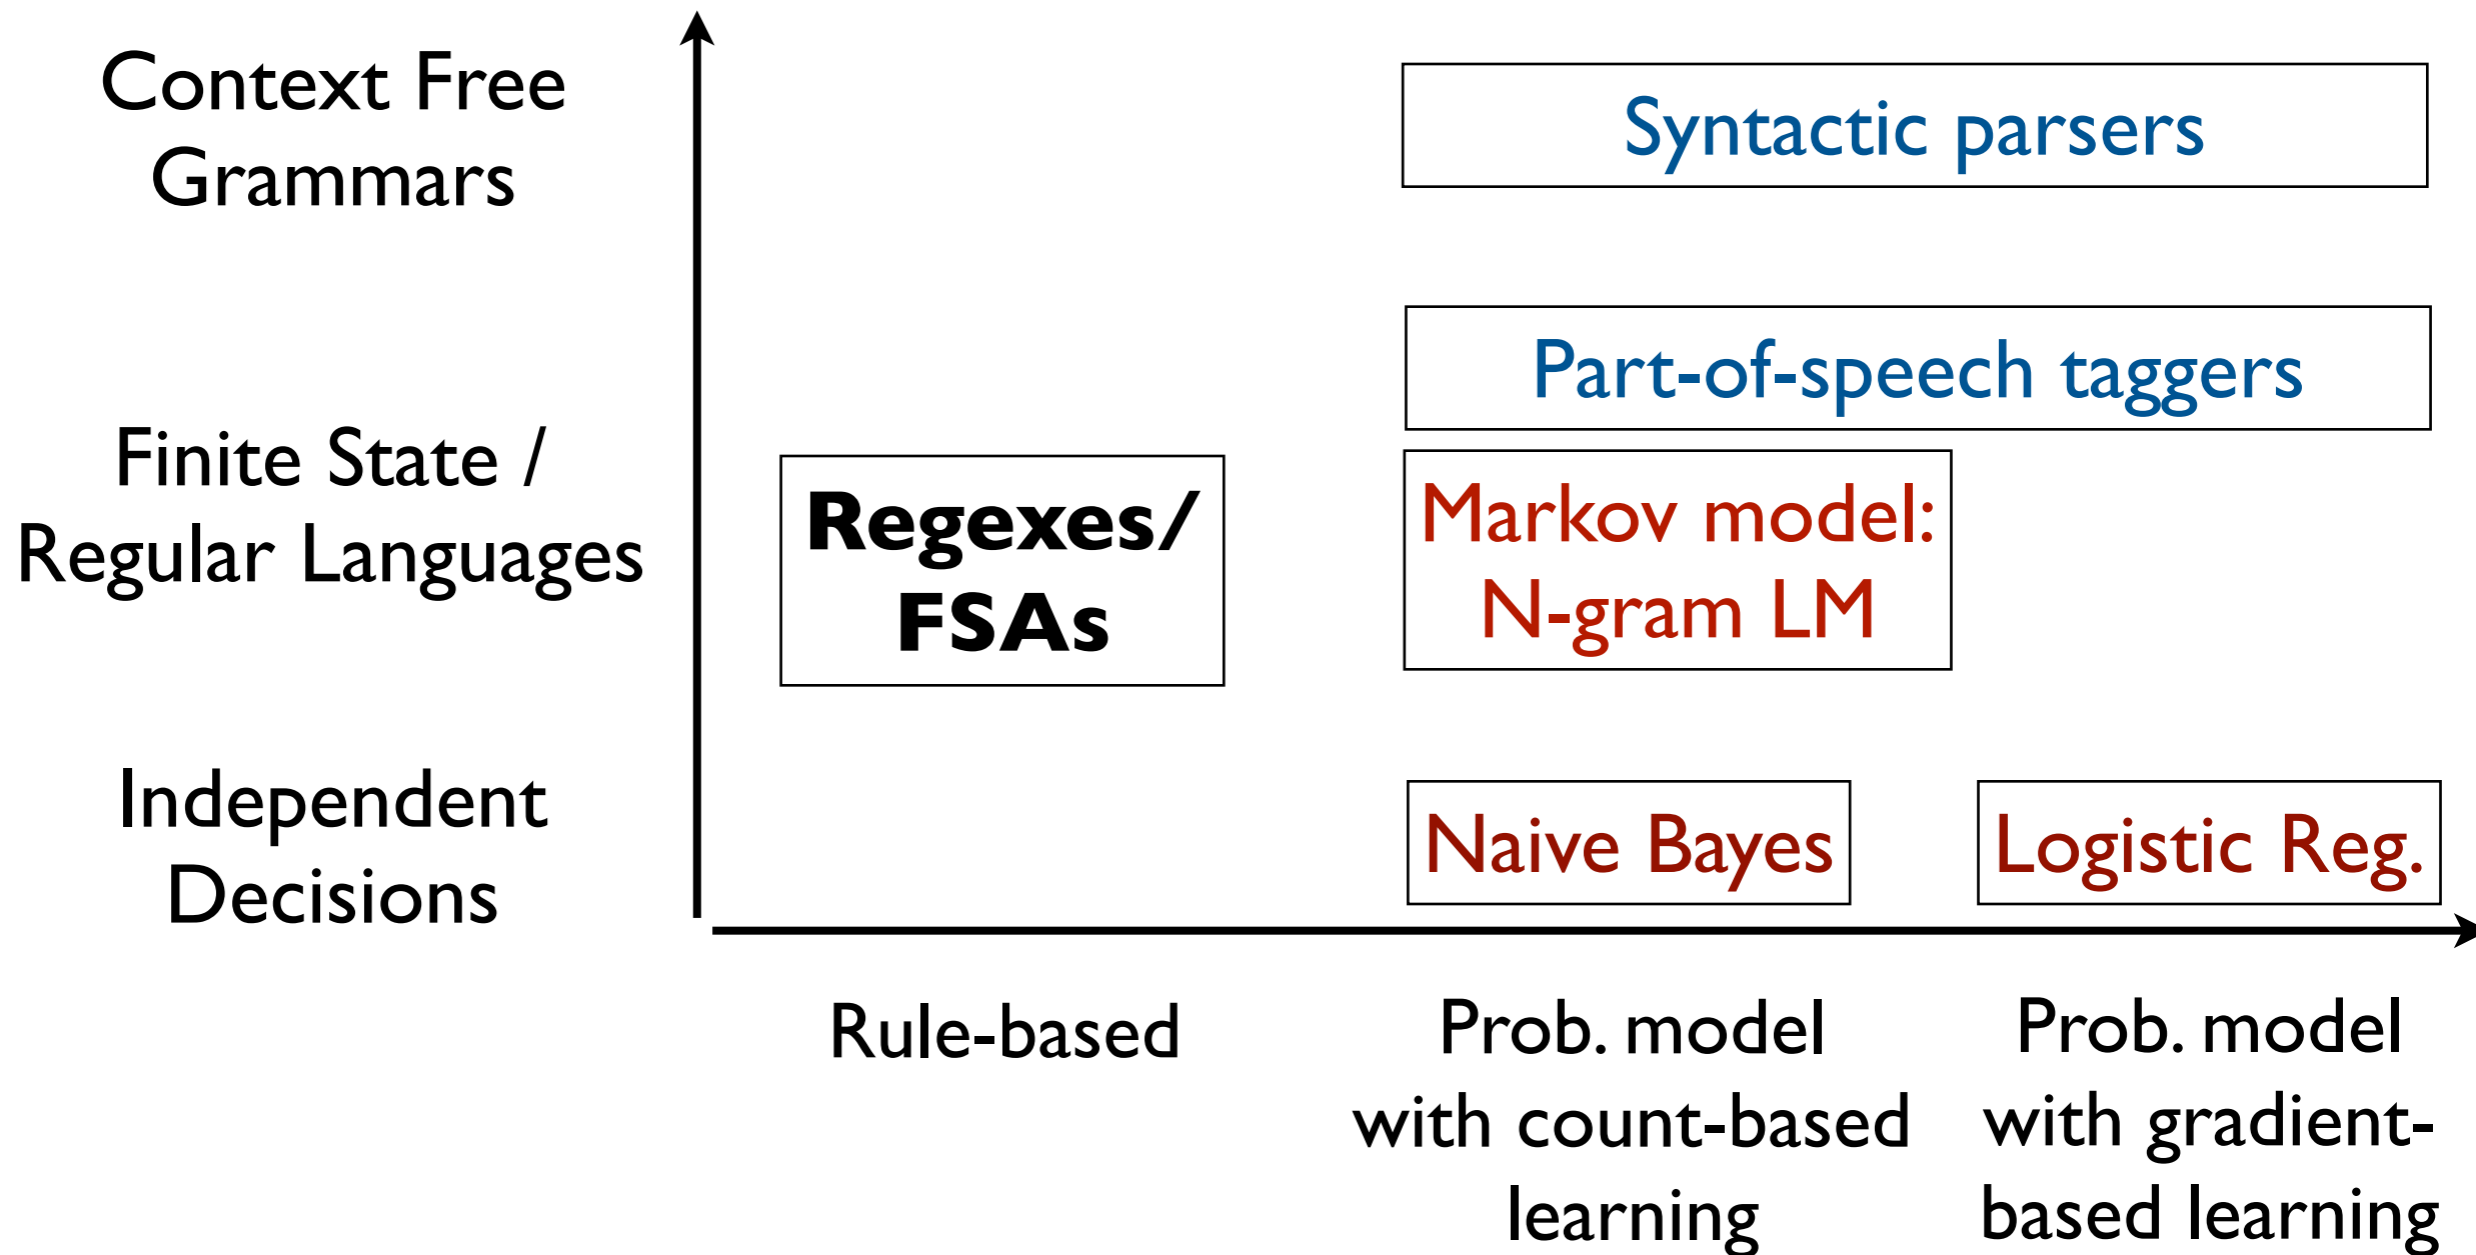 Context Free
Grammars
Syntactic parsers
Part-of-speech taggers
Finite State /
Regular Languages
Regexes/
FSAs
Markov model:
N-gram LM
Independent
Decisions
Naive Bayes
Logistic Reg.
Rule-based
Prob. model
with count-based
learning
Prob. model
with gradient-
based learning